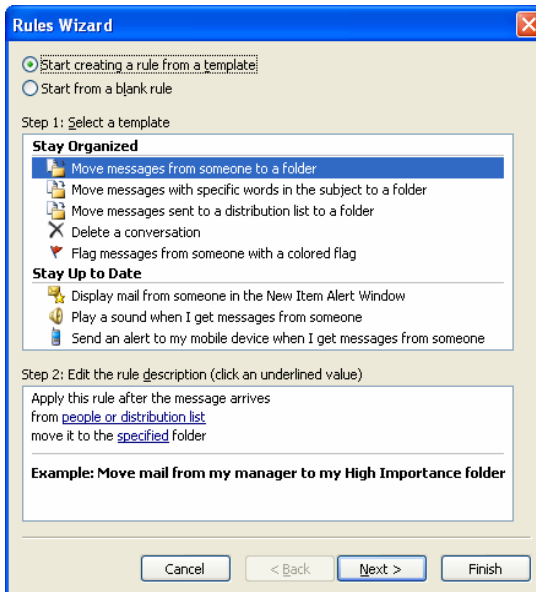 Rules Wizard
Start creating a rule from a template
Start from a blank rule
Step 1: Select a template
Stay Organized
Move messages from someone to a folder
Move messages with specific words in the subject to a folder
Move messages sent to a distribution list to a folder
Delete a conversation
Flag messages from someone with a colored flag
Stay Up to Date
Display mail from someone in the New Item Alert Window
Play a sound when I get messages from someone
Send an alert to my mobile device when I get messages from someone
Step 2: Edit the rule description (click an underlined value)
Apply this rule after the message arrives
from people or distribution list
move it to the specified folder
Example: Move mail from my manager to my High Importance folder
Cancel < Back Next > Finish